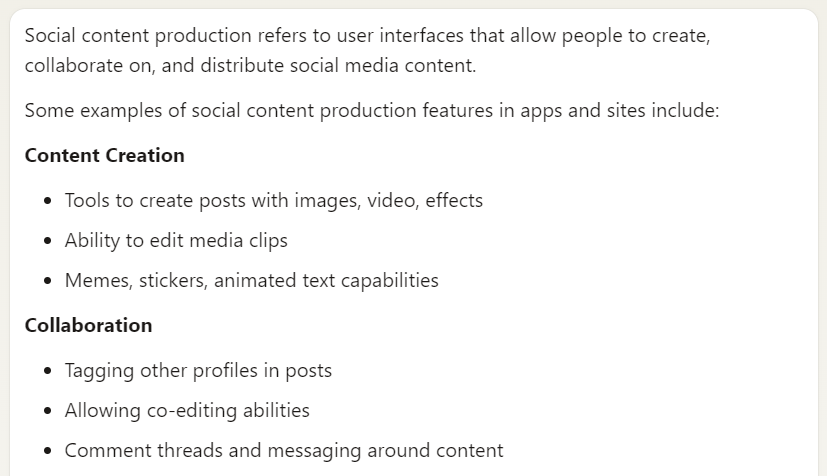 Social content production refers to user interfaces that allow people to create,
collaborate on, and distribute social media content.
Some examples of social content production features in apps and sites include:
Content Creation
• Tools to create posts with images, video, effects
• Ability to edit media clips
• Memes, stickers, animated text capabilities
Collaboration
• Tagging other profiles in posts
• Allowing co-editing abilities
• Comment threads and messaging around content